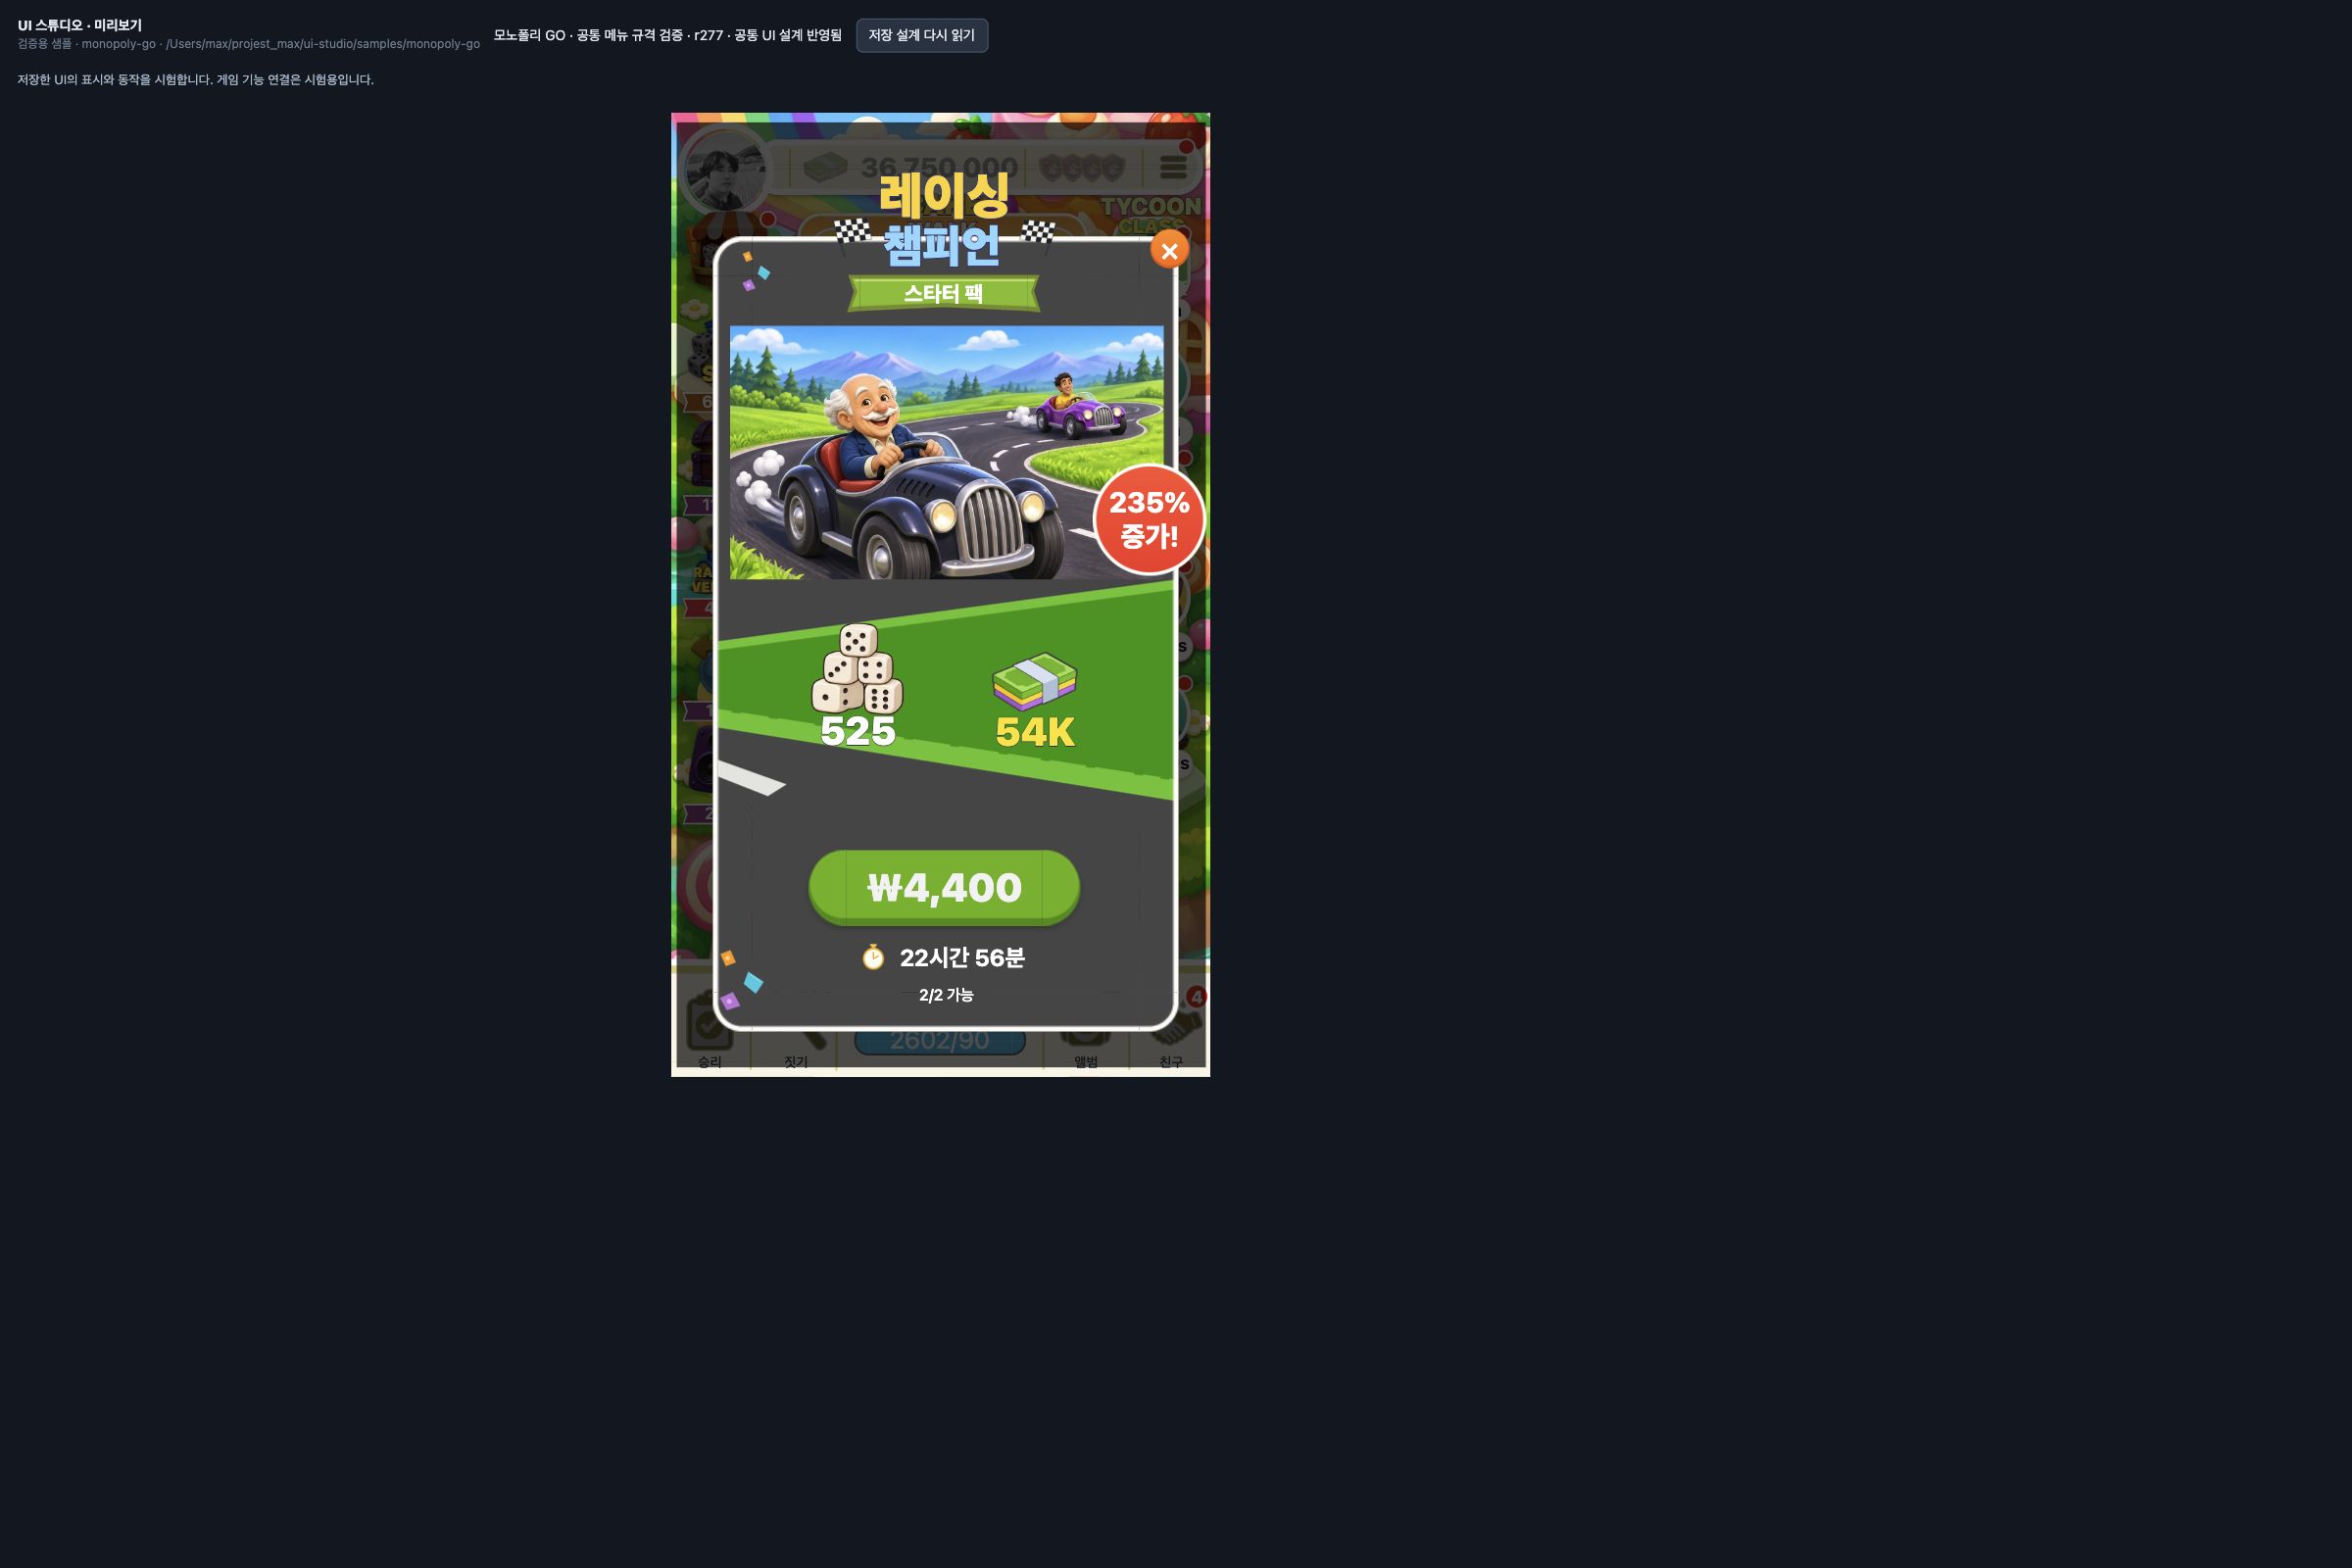 UI 스튜디오 · 미리보기
검증용 샘플 · monopoly-go · /Users/max/projest_max/ui-studio/samples/monopoly-go
모노폴리 GO · 공통 메뉴 규격 검증 · r277 · 공통 UI 설계 반영됨
저장 설계 다시 읽기
저장한 UI의 표시와 동작을 시험합니다. 게임 기능 연결은 시험용입니다.
36,750,000
TYCOON
CLASS
레이싱
챔피언
스타터 팩
235%
증가!
525
54K
₩4,400
22시간 56분
2/2 가능
4
2602/90
승리
짓기
앨범
친구